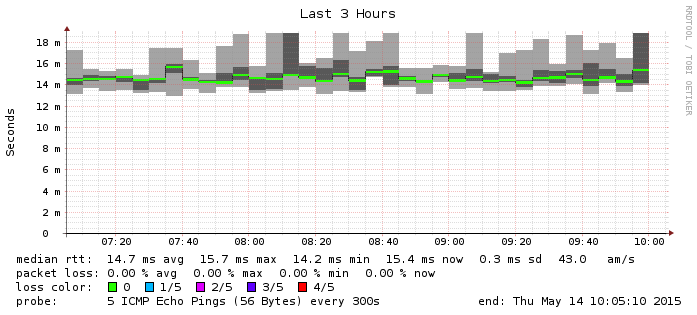 Last 3 Hours
RRDTOOL / TOBI OETIKER
Seconds
18 m
16 m
14 m
12 m
10 m
8 m
6 m
4 m
2 m
0
07:20 07:40 08:00 08:20 08:40 09:00 09:20 09:40 10:00
median rtt: 14.7 ms avg 15.7 ms max 14.2 ms min 15.4 ms now 0.3 ms sd 43.0 am/s
packet loss: 0.00 % avg 0.00 % max 0.00 % min 0.00 % now
loss color: 0 1/5 2/5 3/5 4/5
probe: 5 ICMP Echo Pings (56 Bytes) every 300s end: Thu May 14 10:05:10 2015